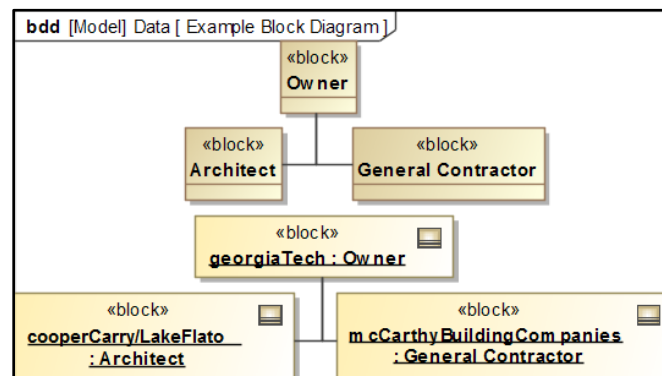 bdd [Model] Data [ Example Block Diagram ]
«block»
Owner
«block»
Architect
«block»
General Contractor
«block»
georgiaTech : Owner
«block»
cooperCarry/LakeFlato
: Architect
«block»
mcCarthyBuildingCompanies
: General Contractor